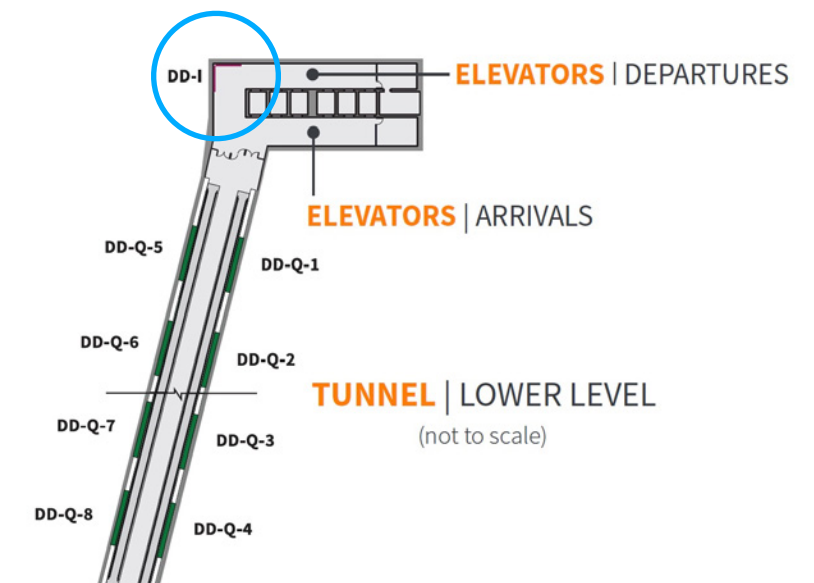 DD-I
ELEVATORS | DEPARTURES
ELEVATORS | ARRIVALS
DD-Q-5
DD-Q-1
DD-Q-6
DD-Q-2
TUNNEL | LOWER LEVEL
(not to scale)
DD-Q-7
DD-Q-3
DD-Q-8
DD-Q-4